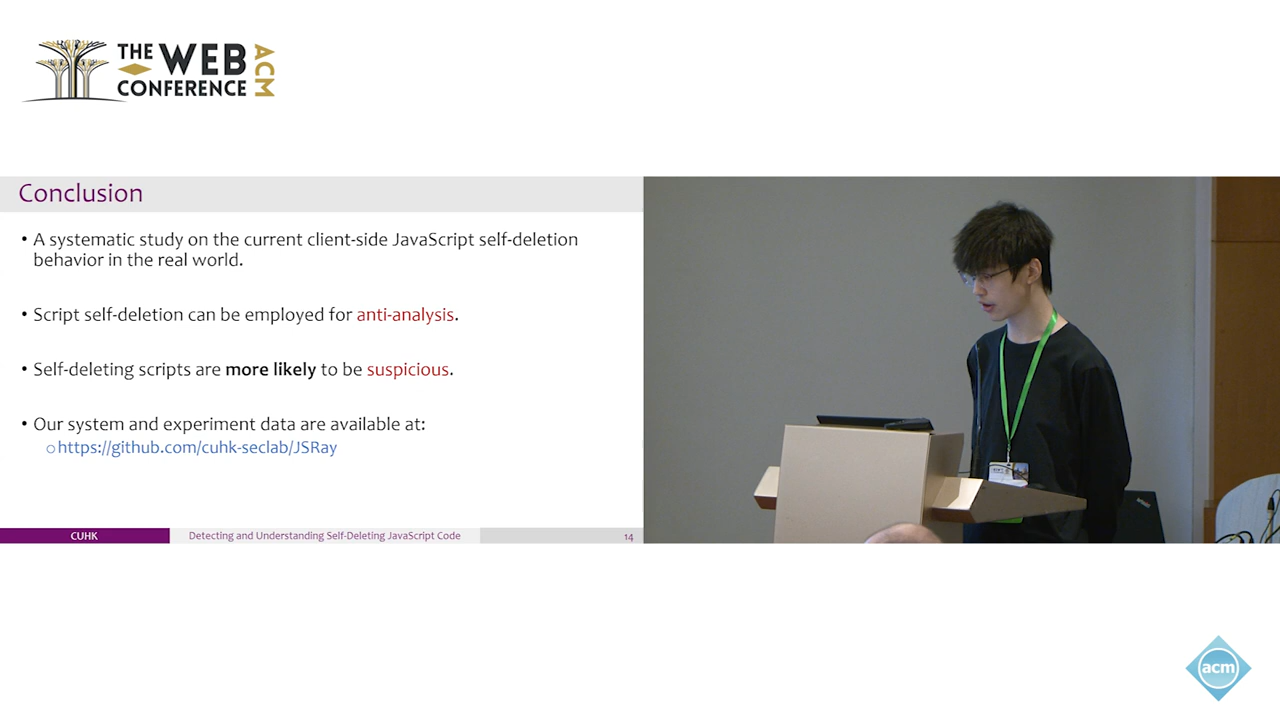 THE WEB
CONFERENCE
ACM
Conclusion
• A systematic study on the current client-side JavaScript self-deletion
behavior in the real world.
• Script self-deletion can be employed for anti-analysis.
• Self-deleting scripts are more likely to be suspicious.
• Our system and experiment data are available at:
○ https://github.com/cuhk-seclab/JSRay
CUHK
Detecting and Understanding Self-Deleting JavaScript Code
14
acm